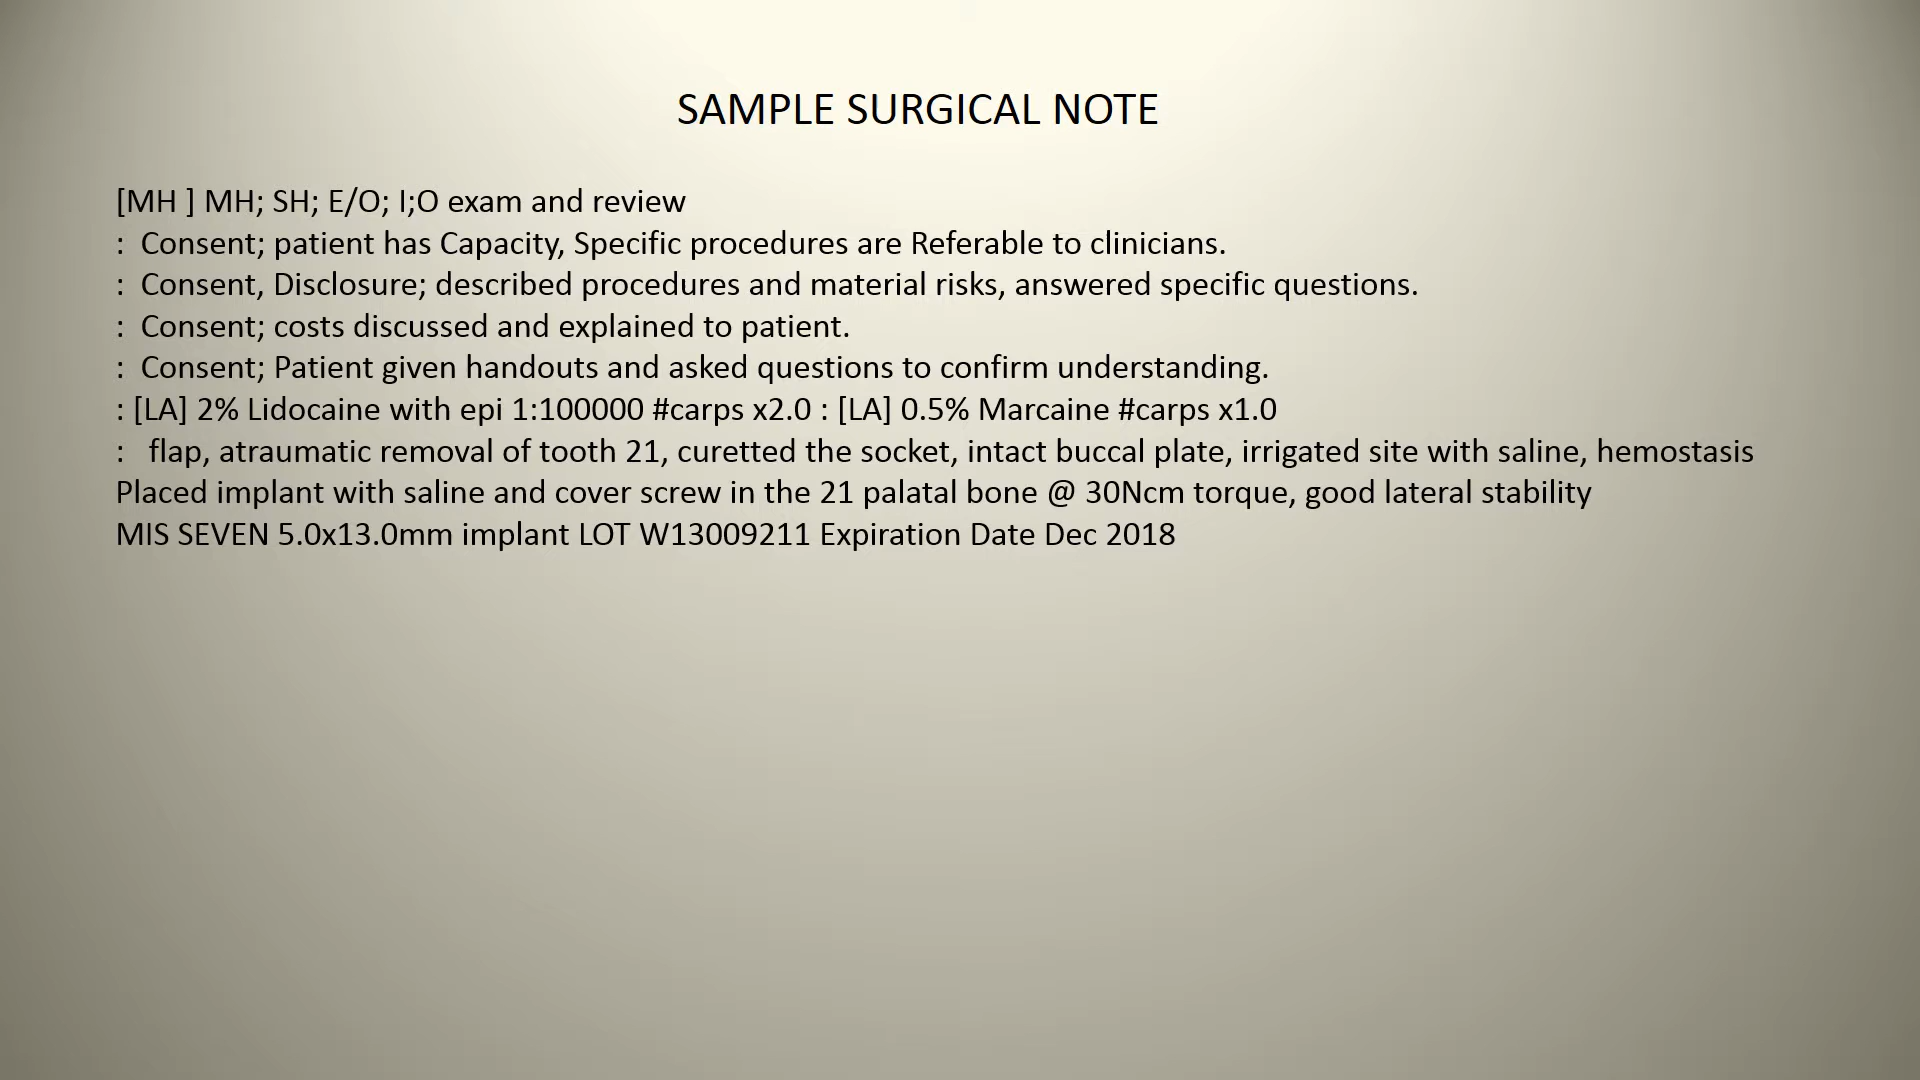 SAMPLE SURGICAL NOTE
[MH ] MH; SH; E/O; I;O exam and review
: Consent; patient has Capacity, Specific procedures are Referable to clinicians.
: Consent, Disclosure; described procedures and material risks, answered specific questions.
: Consent; costs discussed and explained to patient.
: Consent; Patient given handouts and asked questions to confirm understanding.
: [LA] 2% Lidocaine with epi 1:100000 #carps x2.0 : [LA] 0.5% Marcaine #carps x1.0
: flap, atraumatic removal of tooth 21, curetted the socket, intact buccal plate, irrigated site with saline, hemostasis
Placed implant with saline and cover screw in the 21 palatal bone @ 30Ncm torque, good lateral stability
MIS SEVEN 5.0x13.0mm implant LOT W13009211 Expiration Date Dec 2018